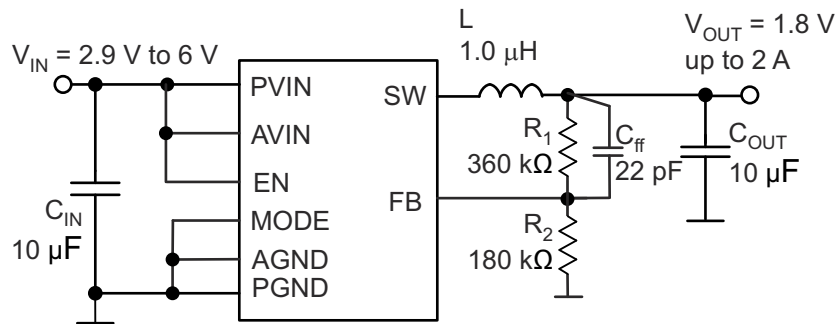 V_IN = 2.9 V to 6 V
L
1.0 μH
V_OUT = 1.8 V
up to 2 A
PVIN
SW
AVIN
EN
FB
MODE
AGND
PGND
R_1
360 kΩ
C_ff
22 pF
C_OUT
10 μF
C_IN
10 μF
R_2
180 kΩ